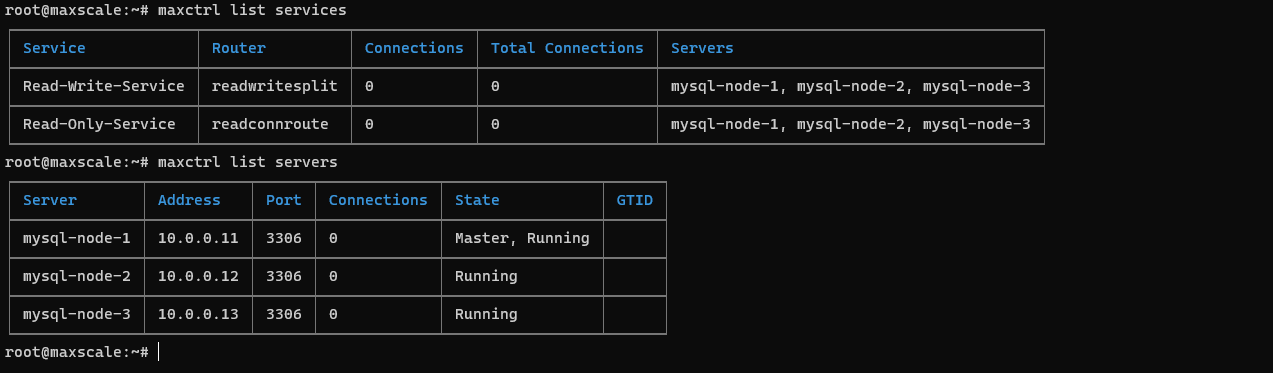 root@maxscale:~# maxctrl list services
Service Router Connections Total Connections Servers
Read-Write-Service readwritesplit 0 0 mysql-node-1, mysql-node-2, mysql-node-3
Read-Only-Service readconnroute 0 0 mysql-node-1, mysql-node-2, mysql-node-3
root@maxscale:~# maxctrl list servers
Server Address Port Connections State GTID
mysql-node-1 10.0.0.11 3306 0 Master, Running
mysql-node-2 10.0.0.12 3306 0 Running
mysql-node-3 10.0.0.13 3306 0 Running
root@maxscale:~#